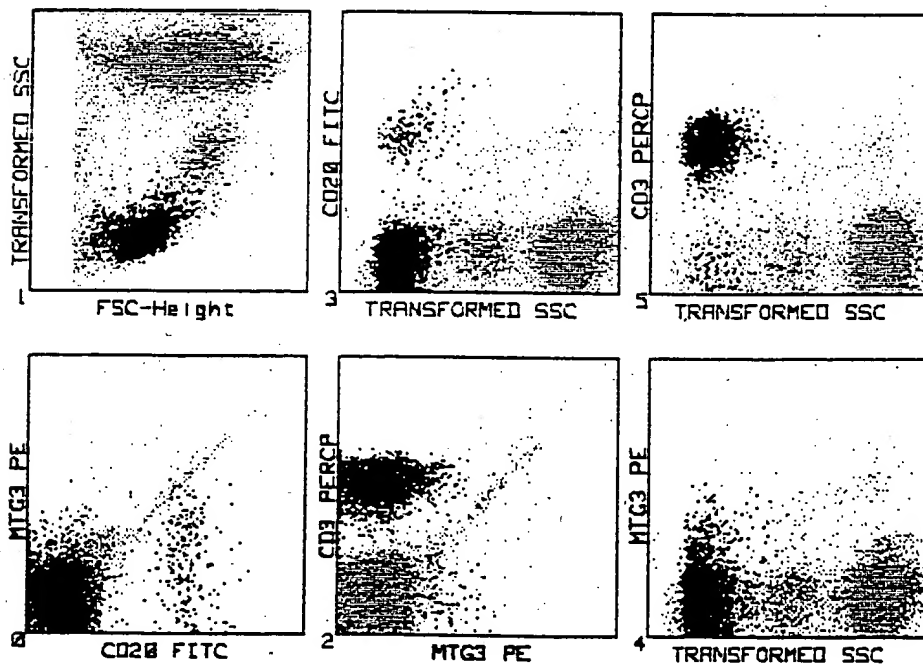 TRANSFORMED SSC
1
FSC-Height
CD20 FITC
3
TRANSFORMED SSC
CD3 PERCP
5
TRANSFORMED SSC
MTG3 PE
0
CD20 FITC
CD3 PERCP
2
MTG3 PE
MTG3 PE
4
TRANSFORMED SSC